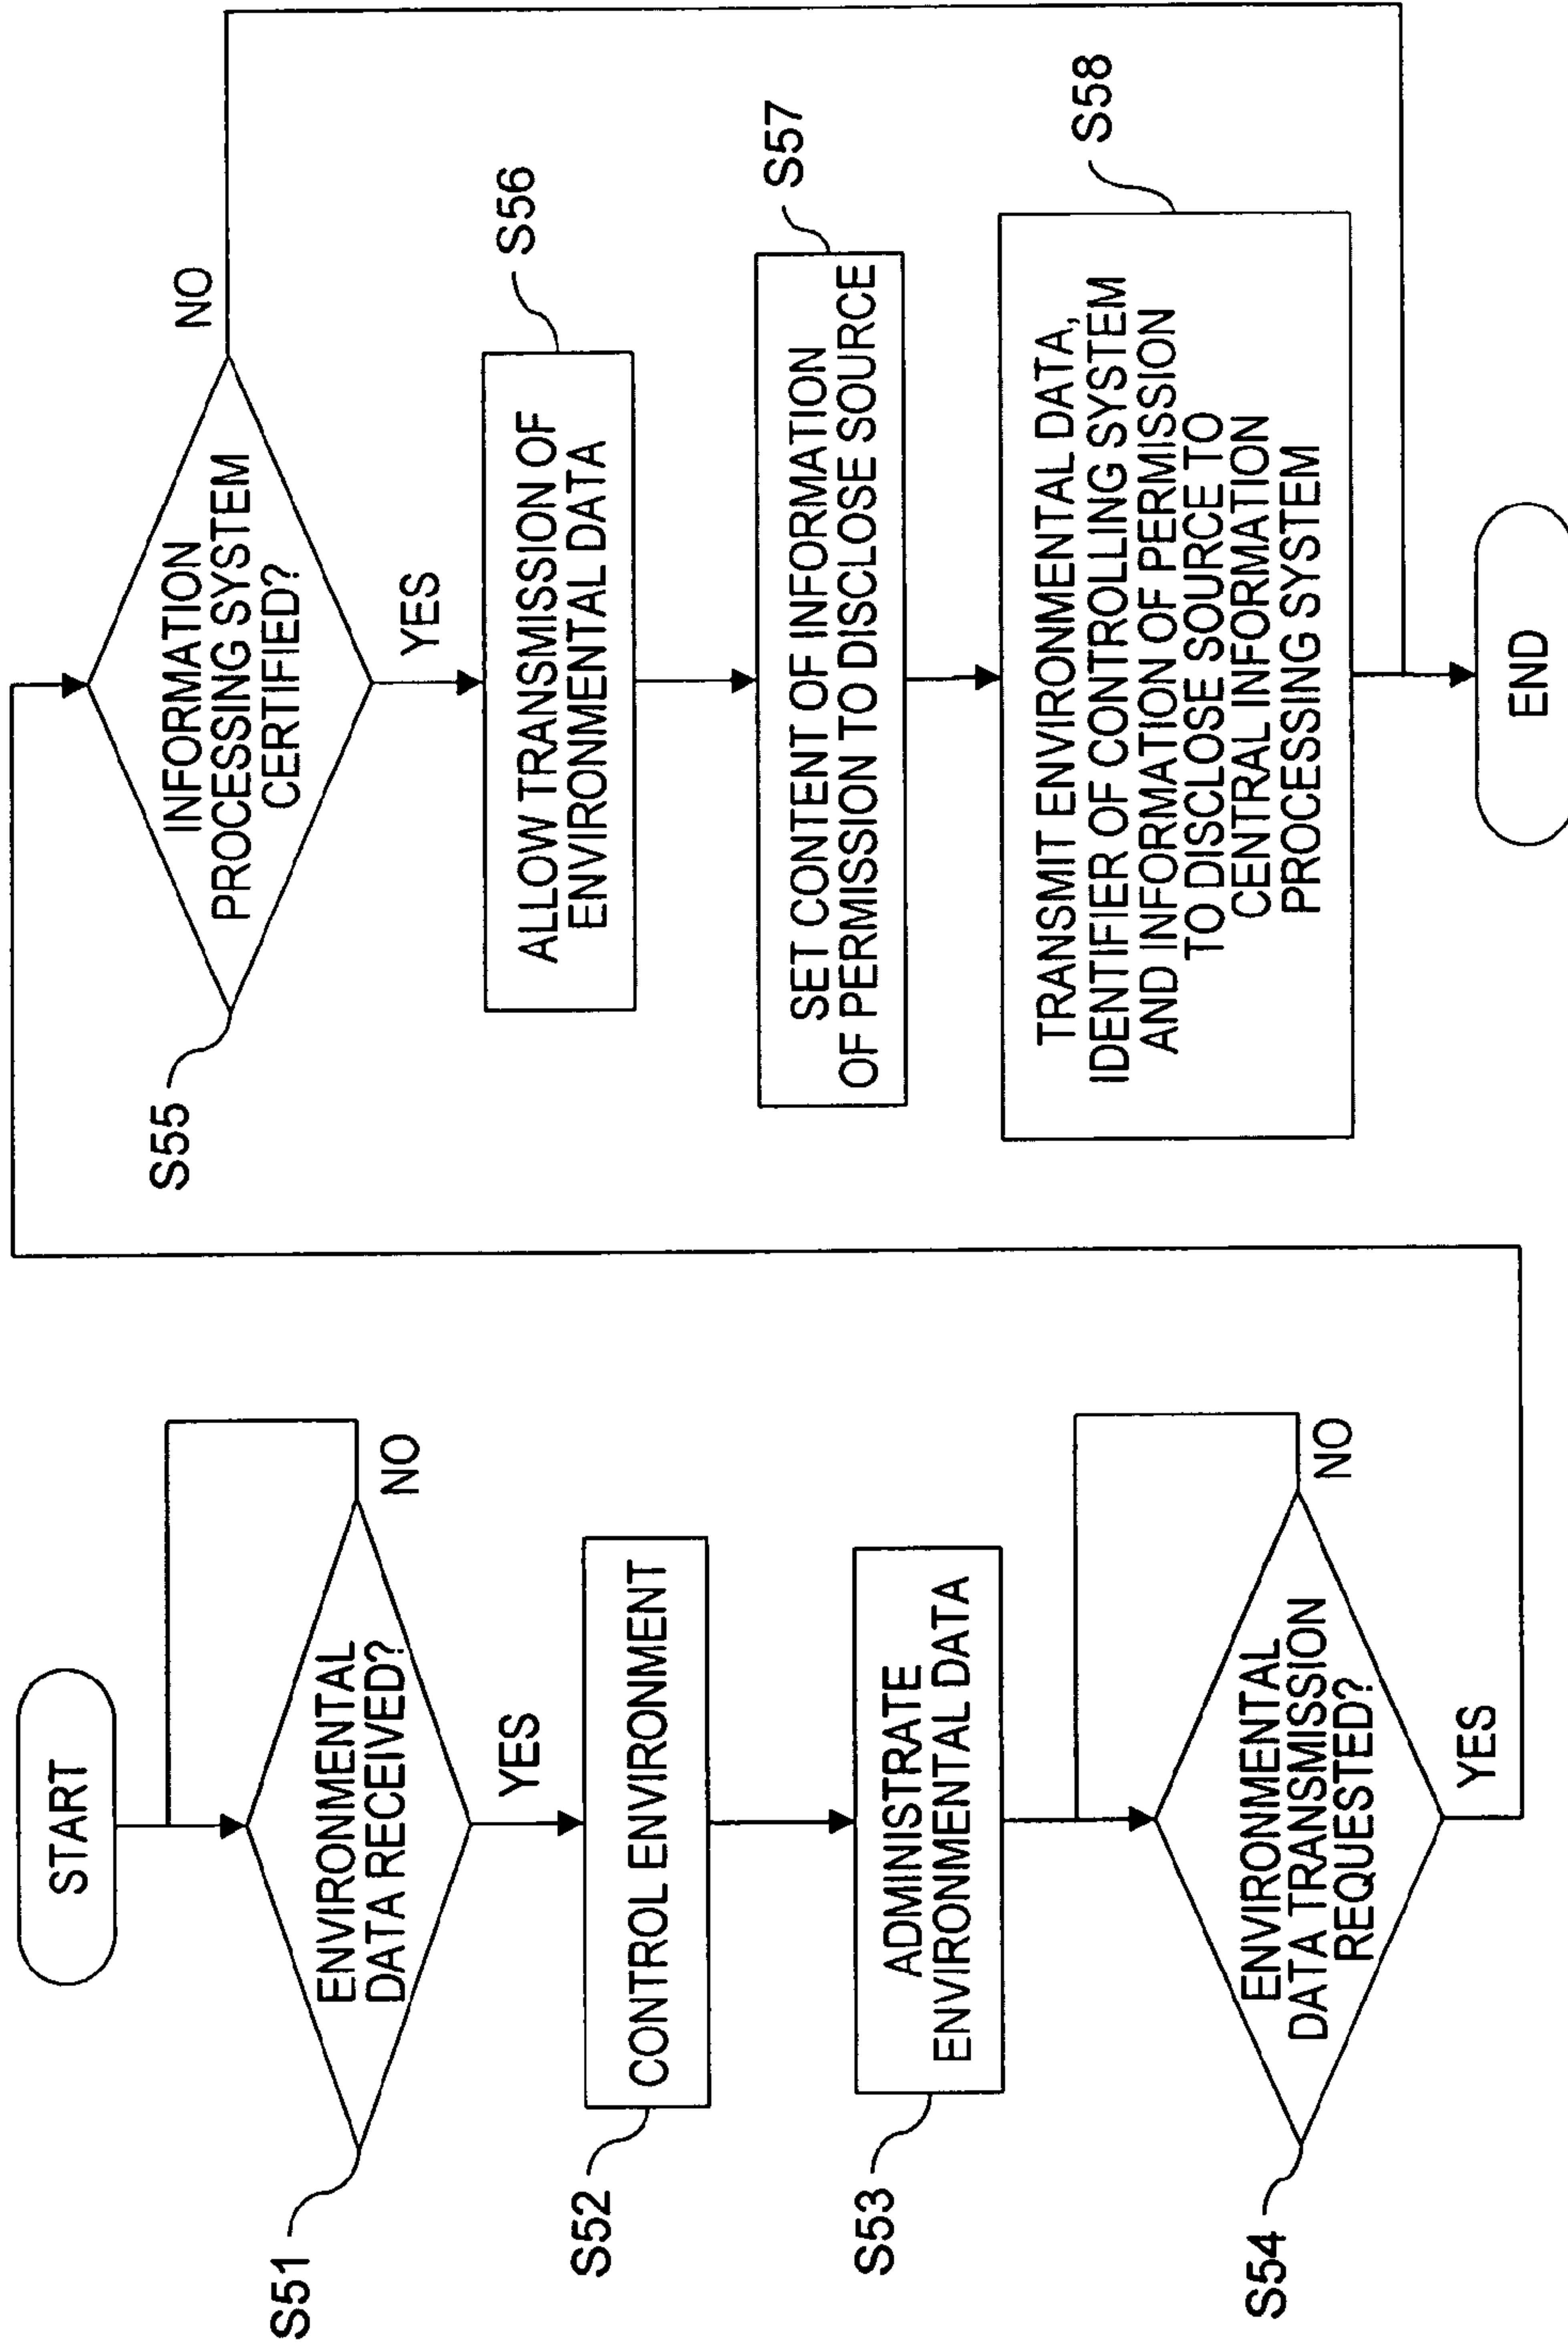 START
S51
ENVIRONMENTAL
DATA RECEIVED?
NO
YES
S52
CONTROL ENVIRONMENT
S53
ADMINISTRATE
ENVIRONMENTAL DATA
S54
ENVIRONMENTAL
DATA TRANSMISSION
REQUESTED?
NO
YES
S55
INFORMATION
PROCESSING SYSTEM
CERTIFIED?
NO
YES
S56
ALLOW TRANSMISSION OF
ENVIRONMENTAL DATA
S57
SET CONTENT OF INFORMATION
OF PERMISSION TO DISCLOSE SOURCE
S58
TRANSMIT ENVIRONMENTAL DATA,
IDENTIFIER OF CONTROLLING SYSTEM
AND INFORMATION OF PERMISSION
TO DISCLOSE SOURCE TO
CENTRAL INFORMATION
PROCESSING SYSTEM
END